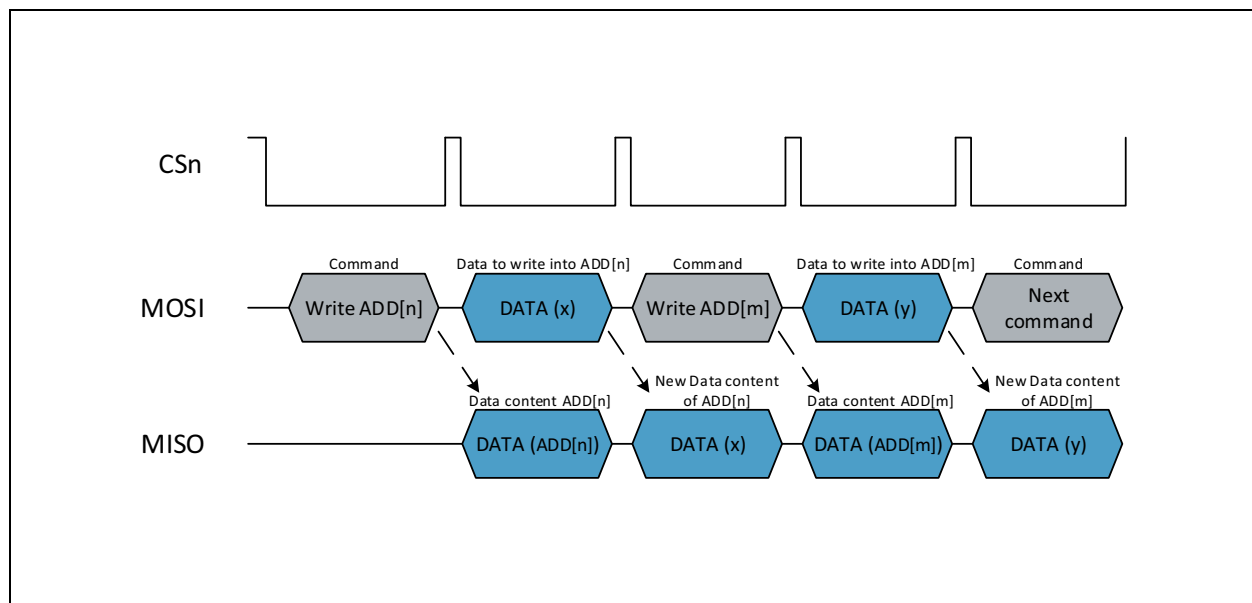 CSn
Command
Data to write into ADD[n]
Command
Data to write into ADD[m]
Command
MOSI
Write ADD[n]
DATA (x)
Write ADD[m]
DATA (y)
Next
command
Data content ADD[n]
New Data content
of ADD[n]
Data content ADD[m]
New Data content
of ADD[m]
MISO
DATA (ADD[n])
DATA (x)
DATA (ADD[m])
DATA (y)